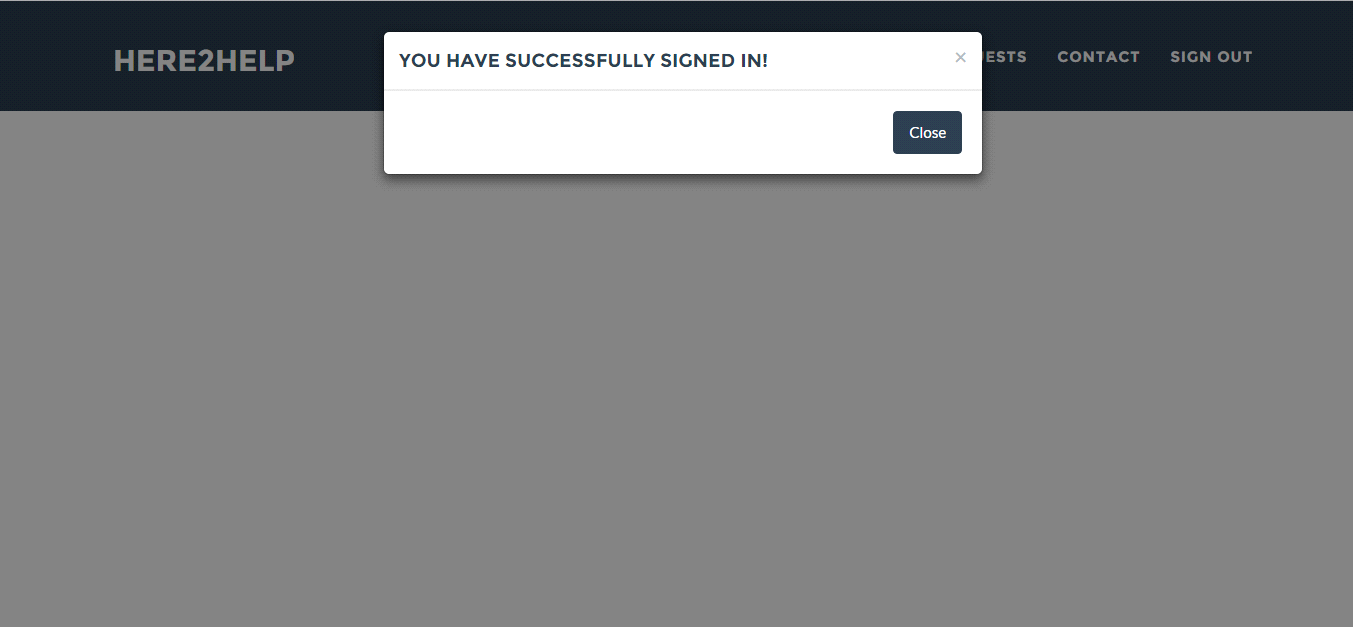 HERE2HELP
YOU HAVE SUCCESSFULLY SIGNED IN!
×
CONTACT
SIGN OUT
Close